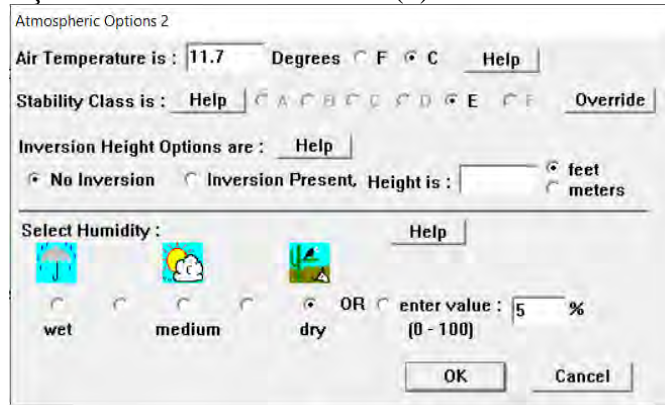 Atmospheric Options 2
Air Temperature is : 11.7 Degrees F C Help
Stability Class is : Help A B C D E F Override
Inversion Height Options are : Help
No Inversion Inversion Present, Height is : feet
meters
Select Humidity : Help
OR enter value : 5 %
wet medium dry (0 - 100)
OK Cancel